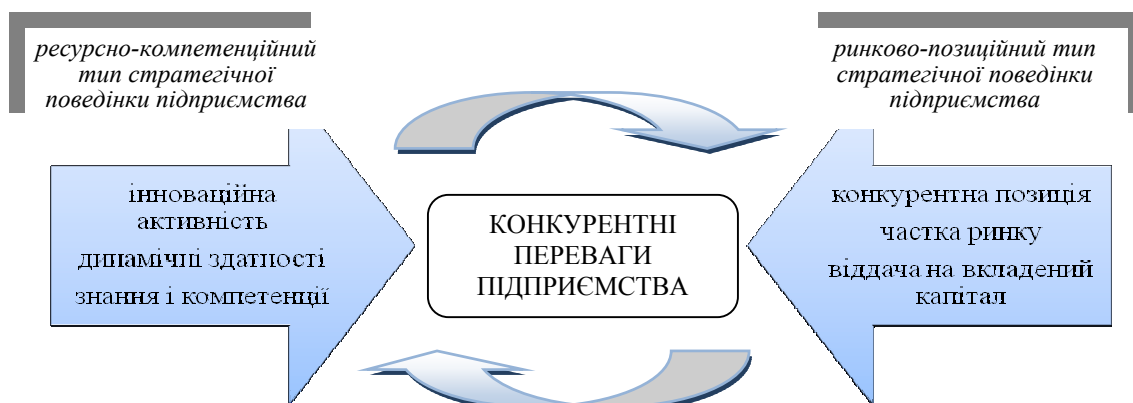 ресурсно-компетенційний
тип стратегічної
поведінки підприємства
ринково-позиційний тип
стратегічної поведінки
підприємства
інноваційна
активність
динамічні здатності
знання і компетенції
КОНКУРЕНТНІ
ПЕРЕВАГИ
ПІДПРИЄМСТВА
конкурентна позиція
частка ринку
віддача на вкладений
капітал